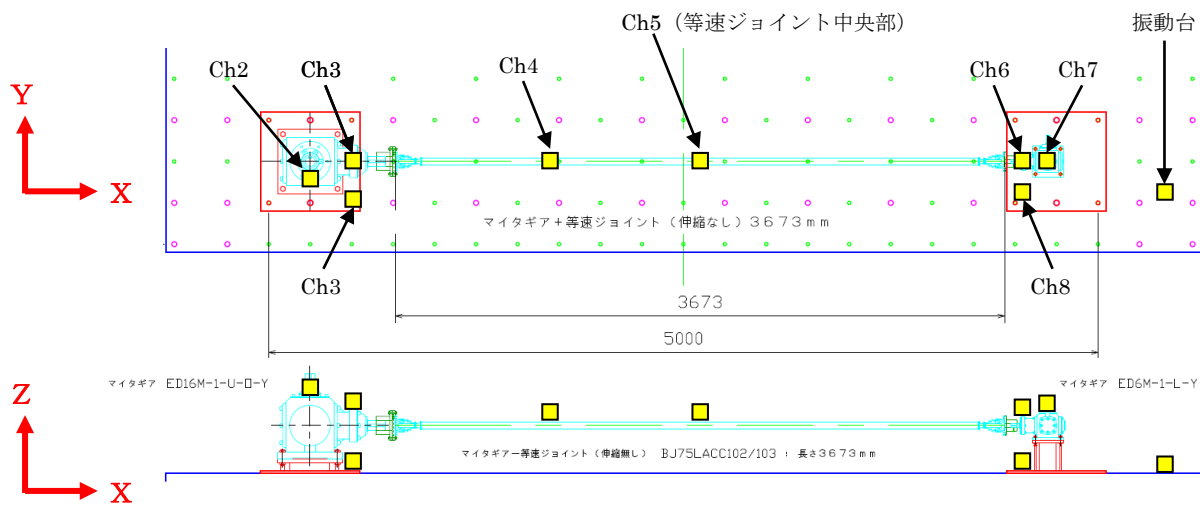 Ch5（等速ジョイント中央部）
振動台
Ch2
Ch3
Ch4
Ch6
Ch7
Y
X
マイタギア＋等速ジョイント（伸縮なし）3673mm
Ch3
Ch8
3673
5000
マイタギア ED16M-1-U-O-Y
マイタギア ED6M-1-L-Y
Z
マイタギアー等速ジョイント（伸縮無し） BJ75LACC102/103 ： 長さ3673mm
X